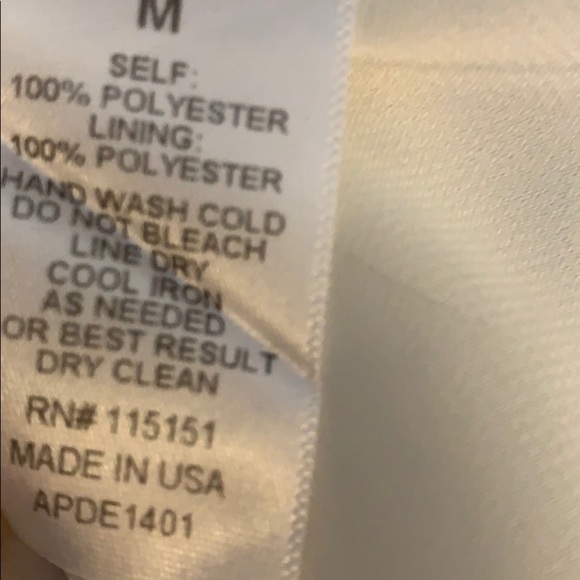 M
SELF:
100% POLYESTER
LINING:
100% POLYESTER
HAND WASH COLD
DO NOT BLEACH
LINE DRY
COOL IRON
AS NEEDED
OR BEST RESULT
DRY CLEAN
RN# 115151
MADE IN USA
APDE1401